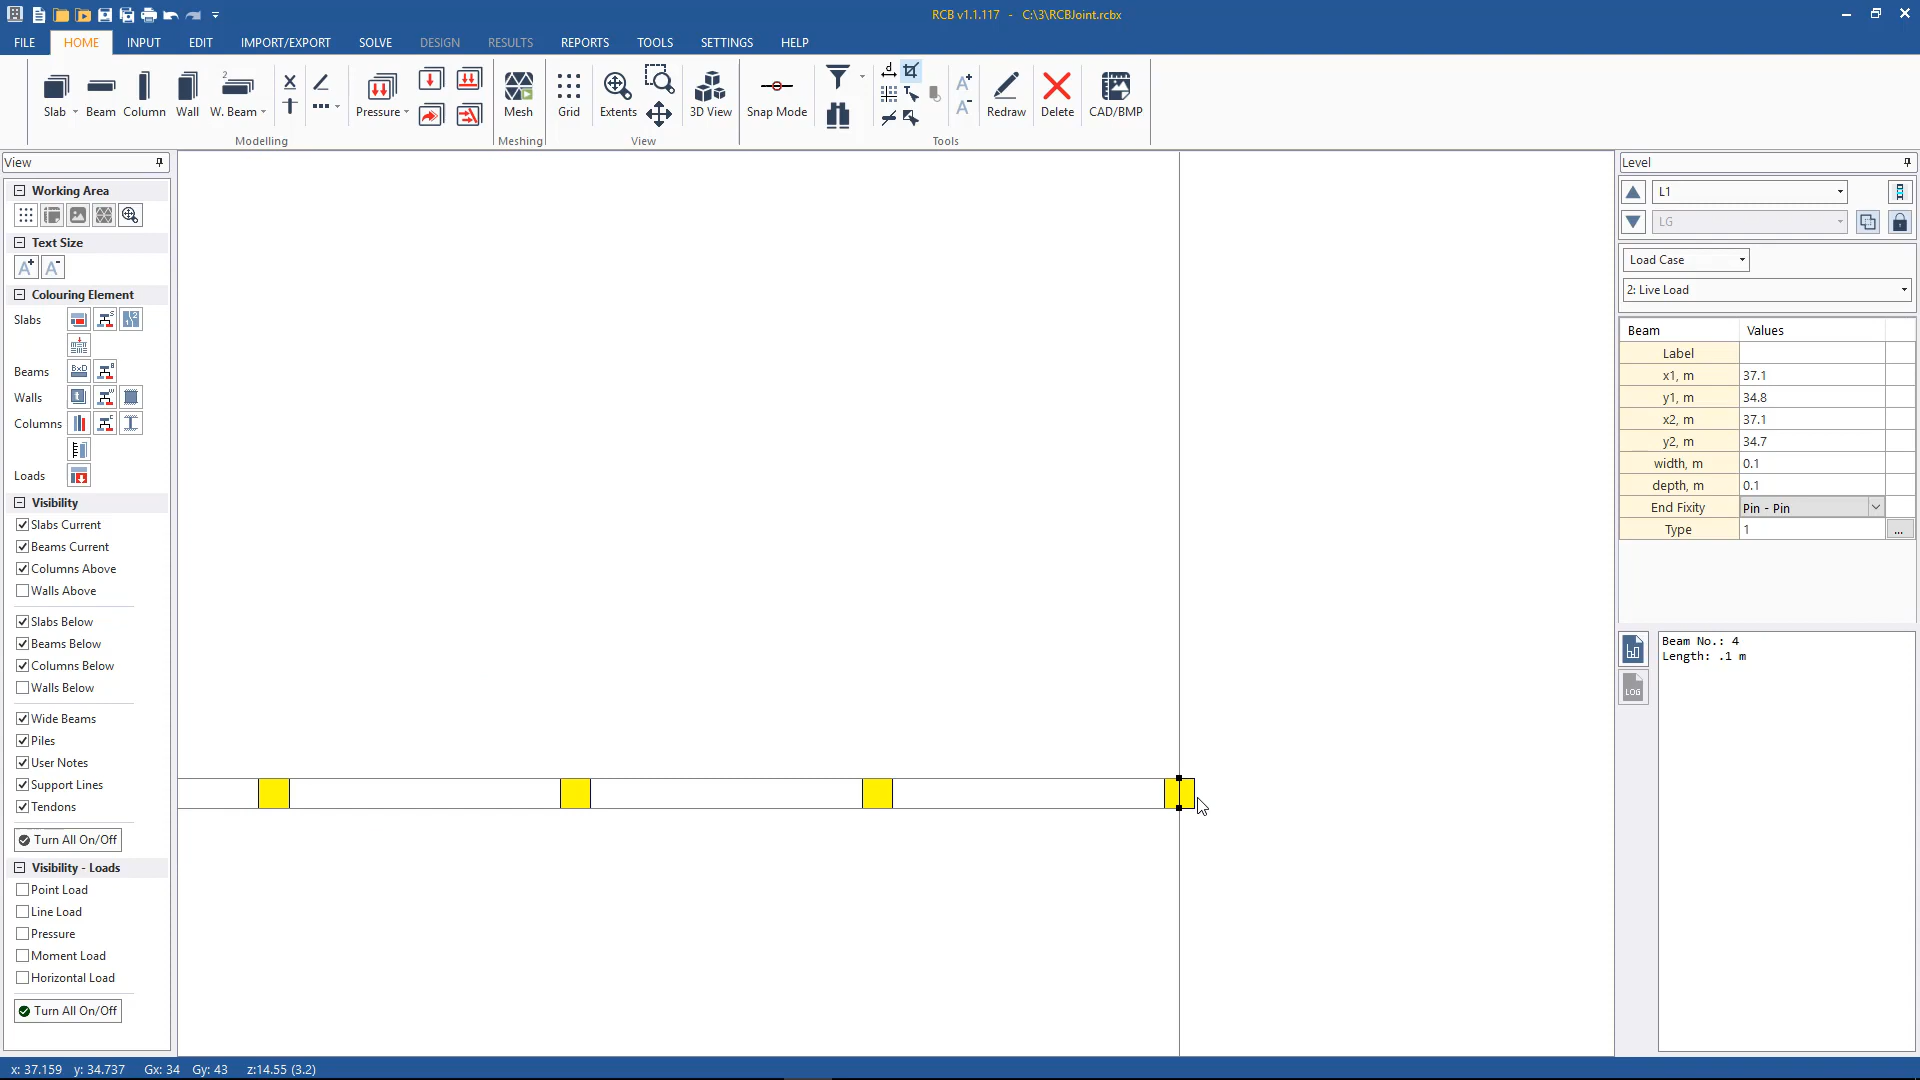 RCB v1.1.117 - C:\3\RCBJoint.rcbx
FILE HOME INPUT EDIT IMPORT/EXPORT SOLVE DESIGN RESULTS REPORTS TOOLS SETTINGS HELP
Slab Beam Column Wall W. Beam Pressure Mesh Grid Extents 3D View Snap Mode Redraw Delete CAD/BMP
Modelling Meshing View Tools
View
Working Area
Text Size
Colouring Element
Slabs
Beams
Walls
Columns
Loads
Visibility
Slabs Current
Beams Current
Columns Above
Walls Above
Slabs Below
Beams Below
Columns Below
Walls Below
Wide Beams
Piles
User Notes
Support Lines
Tendons
Turn All On/Off
Visibility - Loads
Point Load
Line Load
Pressure
Moment Load
Horizontal Load
Turn All On/Off
Level
L1
LG
Load Case
2: Live Load
Beam Values
Label
x1, m 37.1
y1, m 34.8
x2, m 37.1
y2, m 34.7
width, m 0.1
depth, m 0.1
End Fixity Pin - Pin
Type 1 ...
Beam No.: 4
Length: .1 m
LOG
x: 37.159 y: 34.737 Gx: 34 Gy: 43 z:14.55 (3.2)